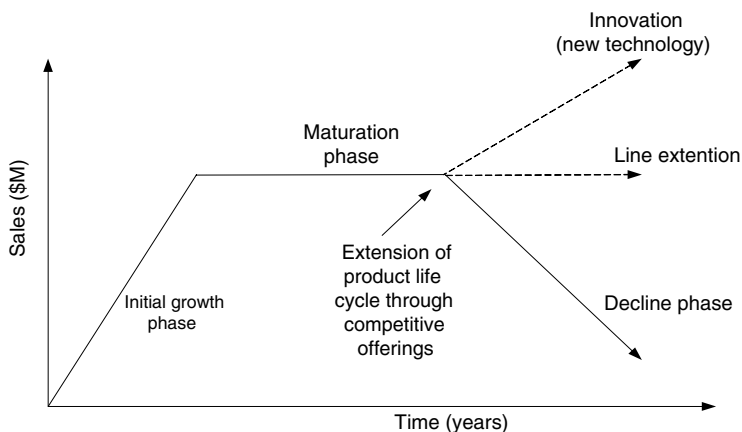 Innovation
(new technology)
Maturation
phase
Line extention
Sales ($M)
Extension of
product life
cycle through
competitive
offerings
Initial growth
phase
Decline phase
Time (years)